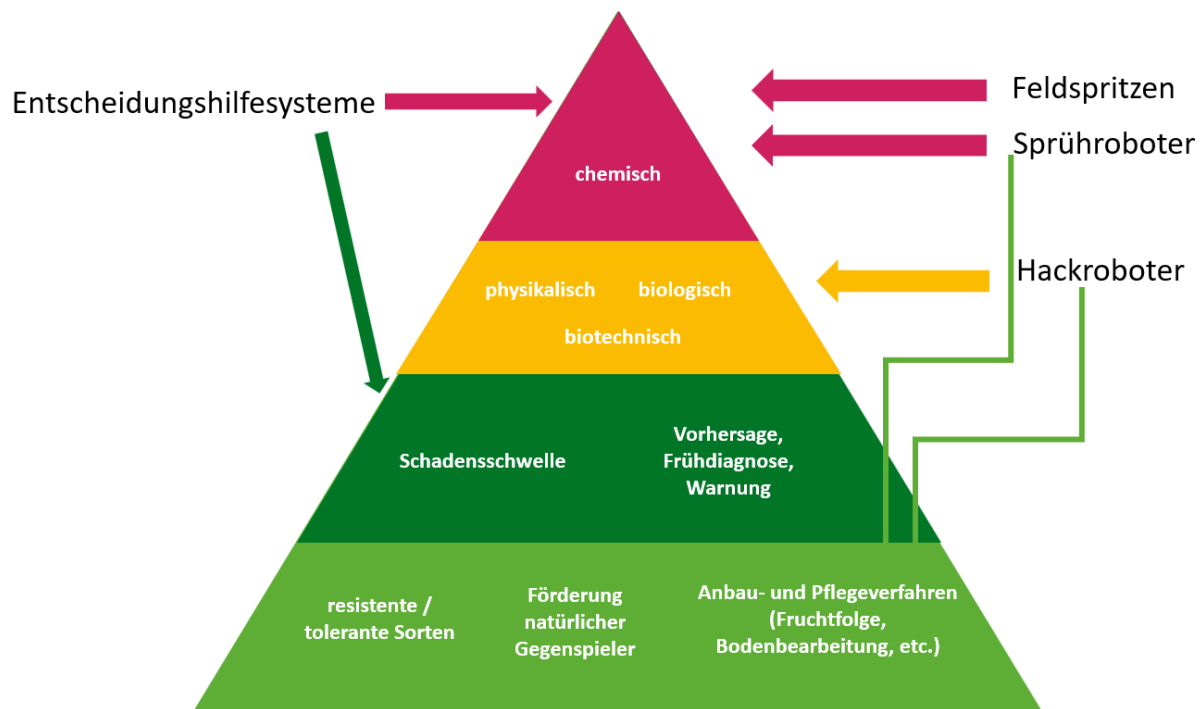 Entscheidungshilfesysteme
Feldspritzen
Sprühroboter
Hackroboter
chemisch
physikalisch
biologisch
biotechnisch
Schadensschwelle
Vorhersage,
Frühdiagnose,
Warnung
resistente /
tolerante Sorten
Förderung
natürlicher
Gegenspieler
Anbau- und Pflegeverfahren
(Fruchtfolge,
Bodenbearbeitung, etc.)